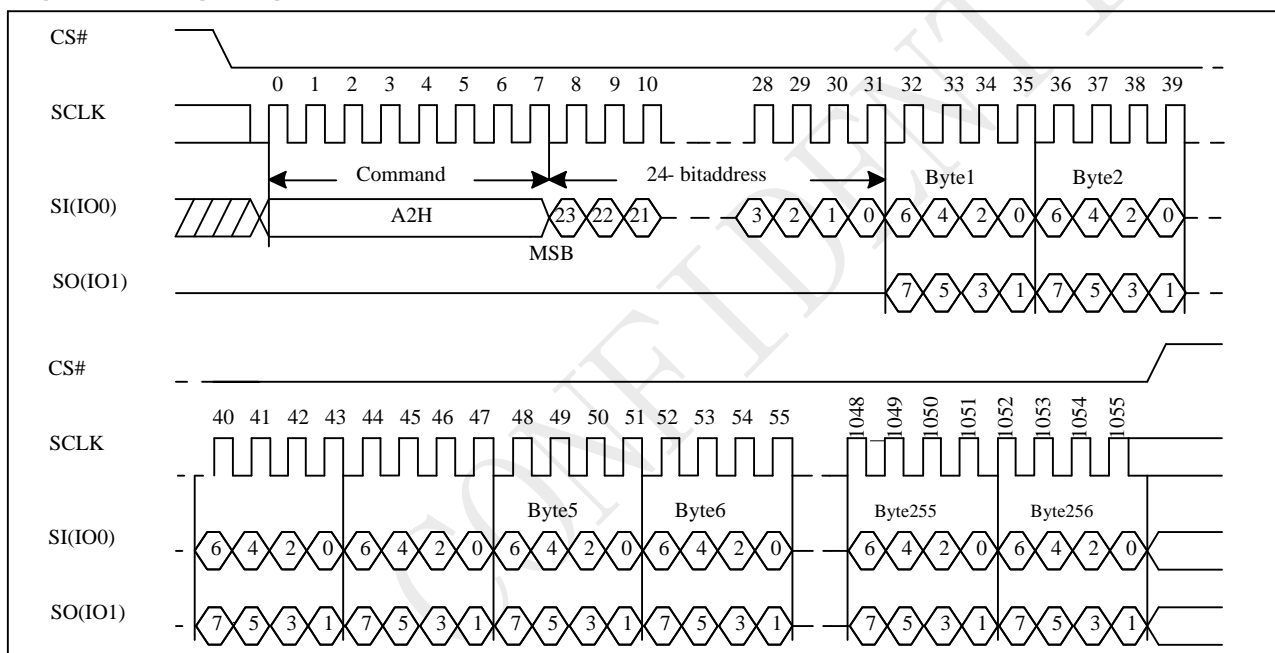 CS#
0 1 2 3 4 5 6 7 8 9 10 28 29 30 31 32 33 34 35 36 37 38 39
SCLK
Command 24- bitaddress Byte1 Byte2
SI(IO0) A2H 23 22 21 3 2 1 0 6 4 2 0 6 4 2 0
MSB
SO(IO1) 7 5 3 1 7 5 3 1
CS#
40 41 42 43 44 45 46 47 48 49 50 51 52 53 54 55 1048 1049 1050 1051 1052 1053 1054 1055
SCLK
Byte5 Byte6 Byte255 Byte256
SI(IO0) 6 4 2 0 6 4 2 0 6 4 2 0 6 4 2 0 6 4 2 0 6 4 2 0
SO(IO1) 7 5 3 1 7 5 3 1 7 5 3 1 7 5 3 1 7 5 3 1 7 5 3 1